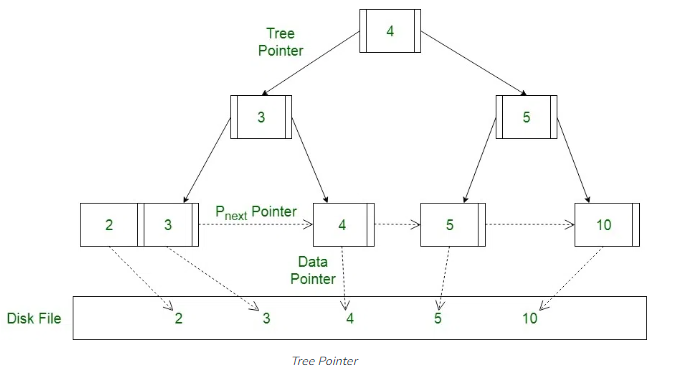 4
Tree
Pointer
3
5
2 3 Pnext Pointer 4 5 10
Data
Pointer
Disk File 2 3 4 5 10
Tree Pointer